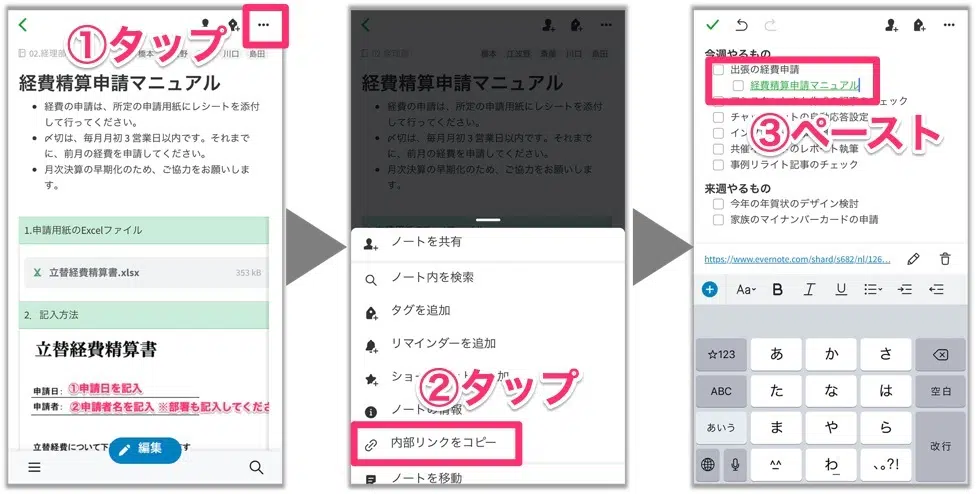 ①タップ
02.経理部
橋本
川口
島田
経費精算申請マニュアル
• 経費の申請は、所定の申請用紙にレシートを添付
して行ってください。
• 〆切は、毎月月初３営業日以内です。それまで
に、前月の経費を申請してください。
• 月次決算の早期化のため、ご協力をお願いしま
す。
1.申請用紙のExcelファイル
立替経費精算書.xlsx
353 kB
2．記入方法
立替経費精算書
申請日：①申請日を記入
申請者：②申請者名を記入 ※部署も記入してくださ
立替経費について下
編集
す
経費精算申請マニュアル
• 経費の申請は、所定の申請用紙にレシートを添付
して行ってください。
• 〆切は、毎月月初３営業日以内です。それまで
に、前月の経費を申請してください。
• 月次決算の早期化のため、ご協力をお願いしま
す。
ノートを共有
ノート内を検索
タグを追加
リマインダーを追加
ショ
加
②タップ
ノートの情報
内部リンクをコピー
ノートを移動
今週やるもの
出張の経費申請
経費精算申請マニュアル
ェック
チャ
トの自動応答設定
③ペースト
イン
共催
のレポート執筆
事例リライト記事のチェック
来週やるもの
今年の年賀状のデザイン検討
家族のマイナンバーカードの申請
https://www.evernote.com/shard/s682/nl/126...
Aa B I U
☆123 あ か さ
ABC た な は 空白
あいう ま や ら
改行
^^ わ_ 、。?!